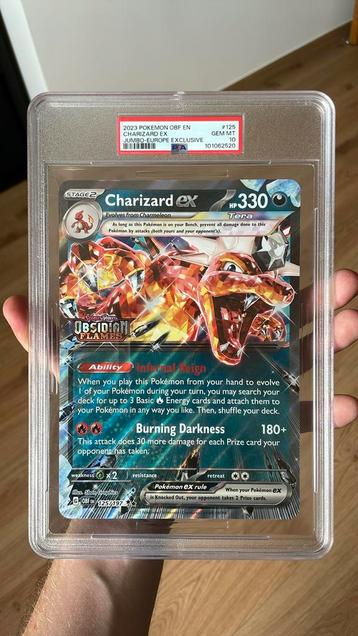 2023 POKEMON OBF EN #125
CHARIZARD EX GEM MT
JUMBO-EUROPE EXCLUSIVE 10
PSA 101062520
STAGE 2
Charizard ex HP 330
Evolves from Charmeleon Tera
As long as this Pokémon is on your Bench, prevent all damage done to this
Pokémon by attacks (both yours and your opponent's).
OBSIDIAN
FLAMES
Ability Infernal Reign
When you play this Pokémon from your hand to evolve
1 of your Pokémon during your turn, you may search your
deck for up to 3 Basic Energy cards and attach them to
your Pokémon in any way you like. Then, shuffle your deck.
Burning Darkness 180+
This attack does 30 more damage for each Prize card your
opponent has taken.
weakness ×2 resistance retreat
Pokémon ex rule
When your Pokémon ex
is Knocked Out, your opponent takes 2 Prize cards.
OBF EN 125/197